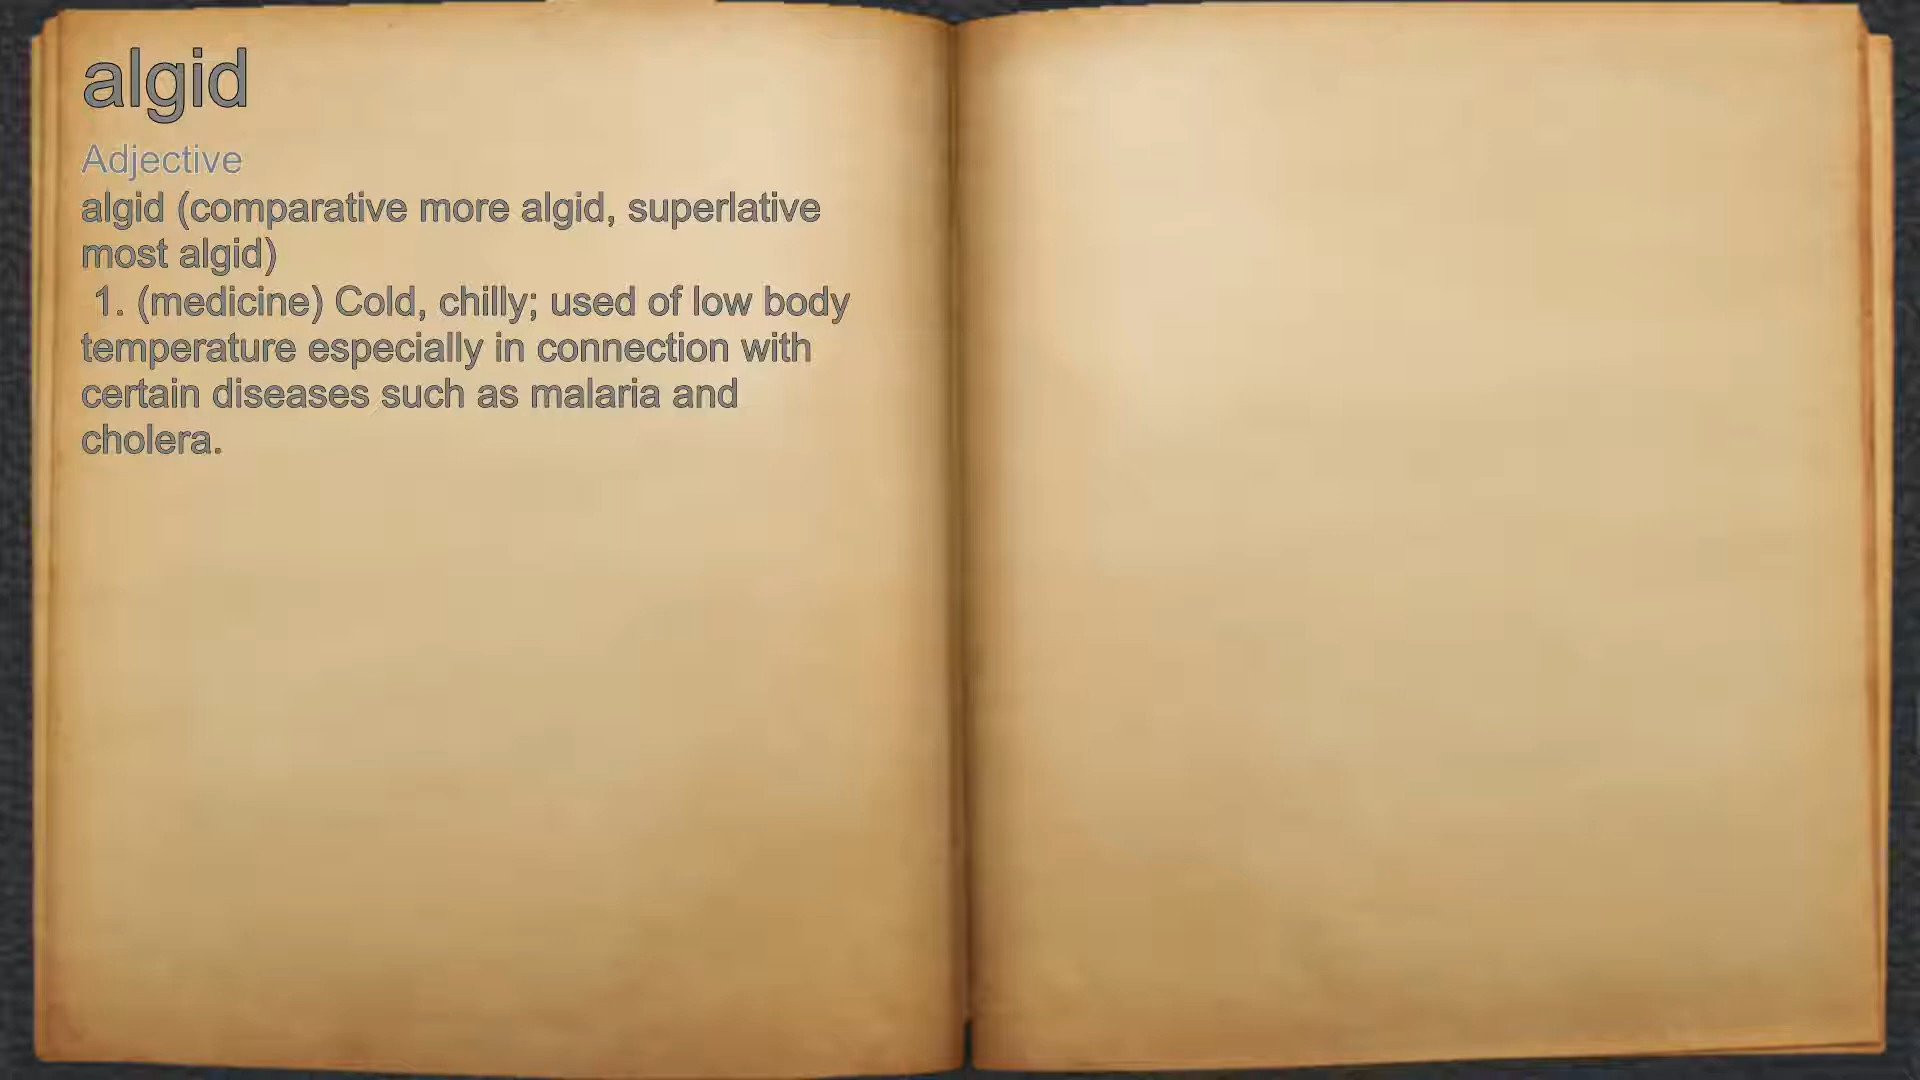 algid
Adjective
algid (comparative more algid, superlative
most algid)
1. (medicine) Cold, chilly; used of low body
temperature especially in connection with
certain diseases such as malaria and
cholera.